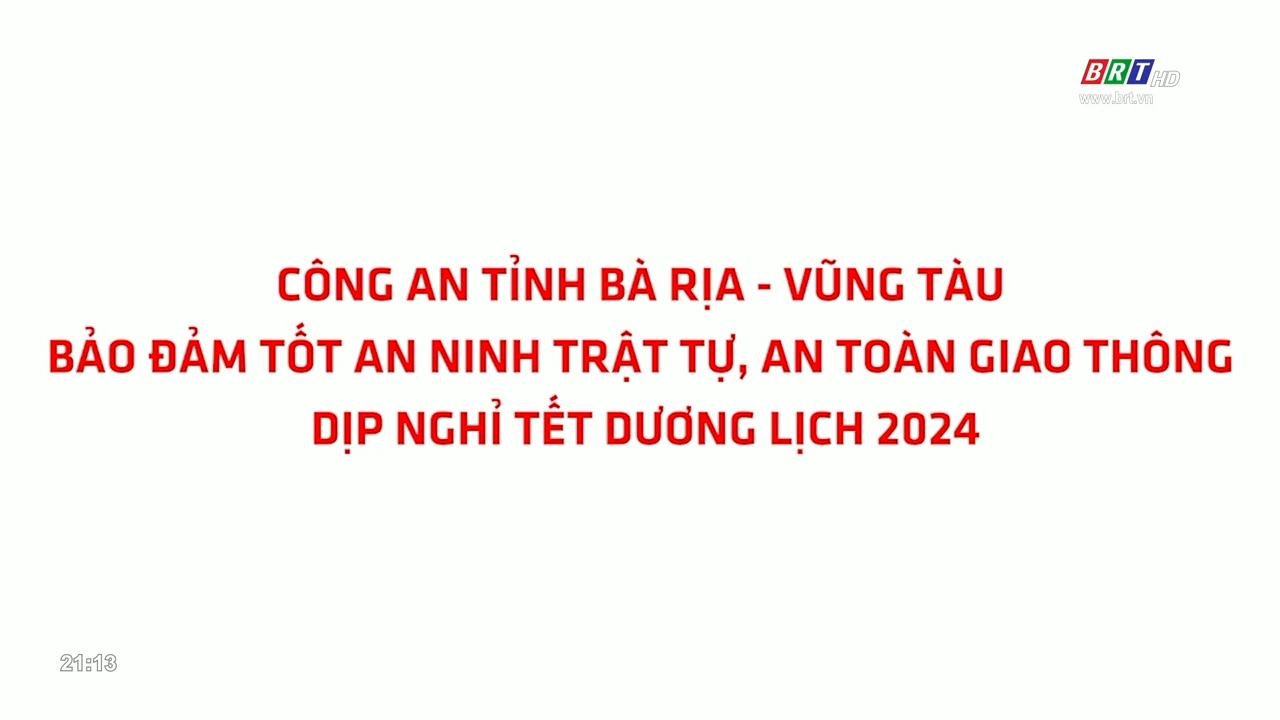 BRT HD
www.brt.vn
CÔNG AN TỈNH BÀ RỊA - VŨNG TÀU
BẢO ĐẢM TỐT AN NINH TRẬT TỰ, AN TOÀN GIAO THÔNG
DỊP NGHỈ TẾT DƯƠNG LỊCH 2024
21:13